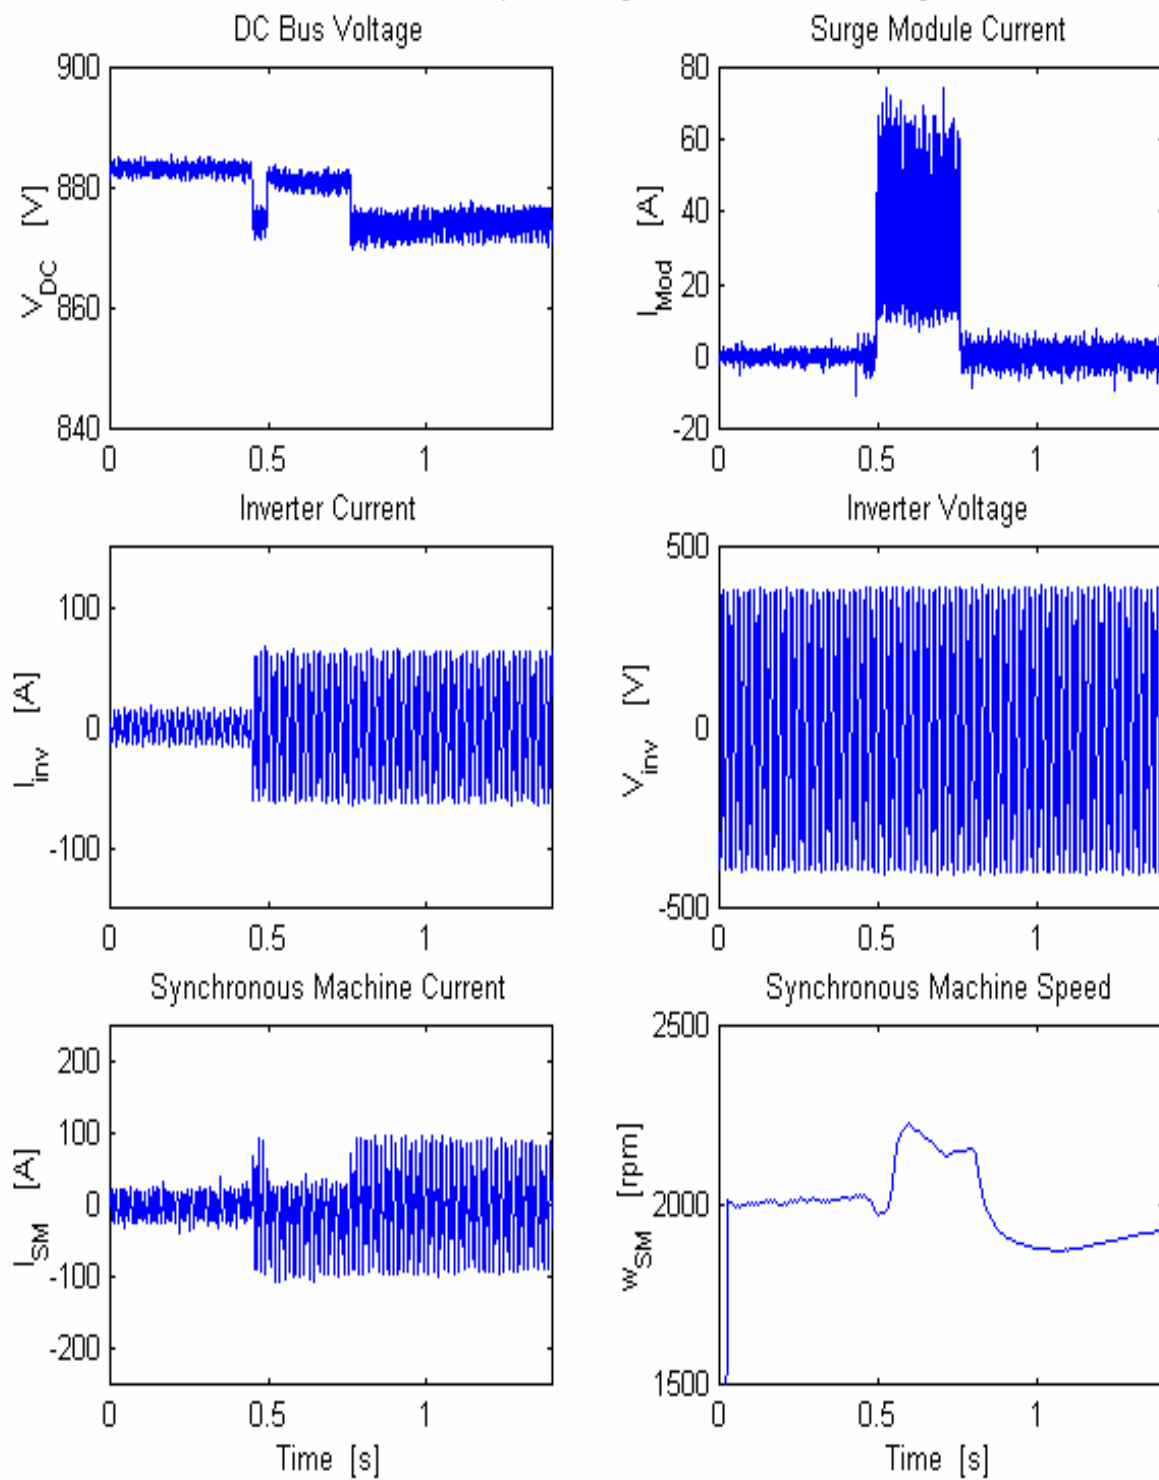 DC Bus Voltage
900
880
860
840
V_DC [V]
0 0.5 1
Surge Module Current
80
60
40
20
0
-20
I_Mod [A]
0 0.5 1
Inverter Current
100
0
-100
I_inv [A]
0 0.5 1
Inverter Voltage
500
0
-500
V_inv [V]
0 0.5 1
Synchronous Machine Current
200
100
0
-100
-200
I_SM [A]
0 0.5 1
Time [s]
Synchronous Machine Speed
2500
2000
1500
w_SM [rpm]
0 0.5 1
Time [s]